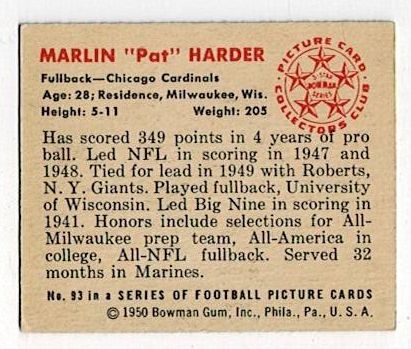 MARLIN "Pat" HARDER
Fullback—Chicago Cardinals
Age: 28; Residence, Milwaukee, Wis.
Height: 5-11 Weight: 205
PICTURE CARD
5-STAR
BOWMAN
SERIES
COLLECTORS CLUB
Has scored 349 points in 4 years of pro
ball. Led NFL in scoring in 1947 and
1948. Tied for lead in 1949 with Roberts,
N. Y. Giants. Played fullback, University
of Wisconsin. Led Big Nine in scoring in
1941. Honors include selections for All-
Milwaukee prep team, All-America in
college, All-NFL fullback. Served 32
months in Marines.
No. 93 in a SERIES OF FOOTBALL PICTURE CARDS
©1950 Bowman Gum, Inc., Phila., Pa., U. S. A.